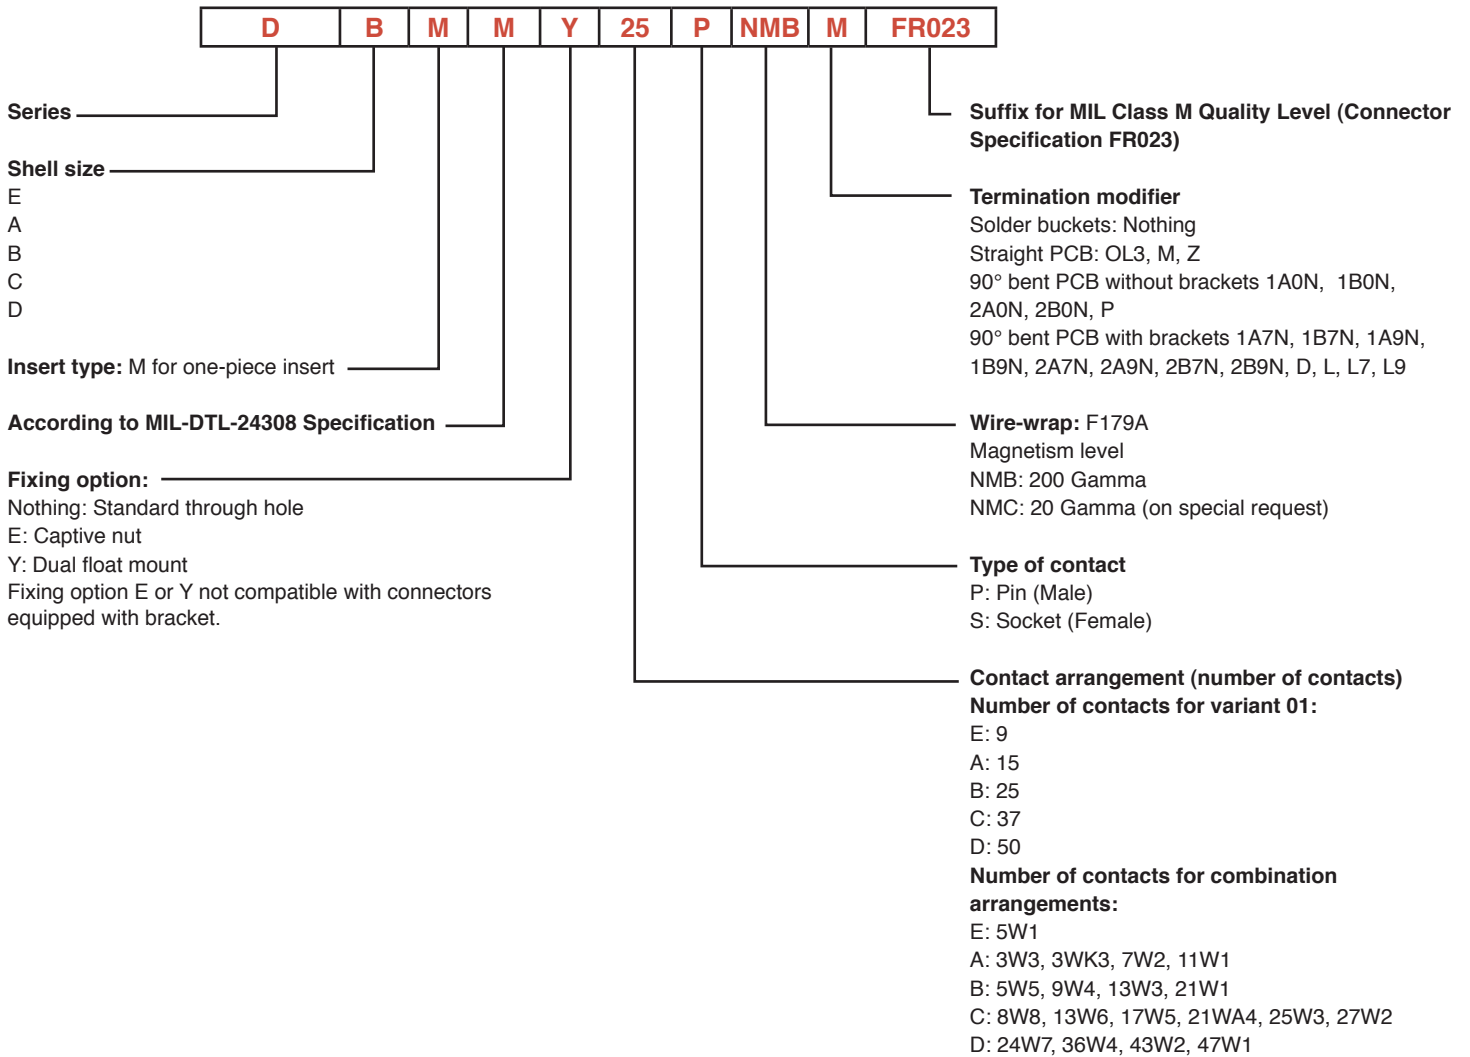 D B M M Y 25 P NMB M FR023
Series
Shell size
E
A
B
C
D
Insert type: M for one-piece insert
According to MIL-DTL-24308 Specification
Fixing option:
Nothing: Standard through hole
E: Captive nut
Y: Dual float mount
Fixing option E or Y not compatible with connectors
equipped with bracket.
Suffix for MIL Class M Quality Level (Connector
Specification FR023)
Termination modifier
Solder buckets: Nothing
Straight PCB: OL3, M, Z
90° bent PCB without brackets 1A0N, 1B0N,
2A0N, 2B0N, P
90° bent PCB with brackets 1A7N, 1B7N, 1A9N,
1B9N, 2A7N, 2A9N, 2B7N, 2B9N, D, L, L7, L9
Wire-wrap: F179A
Magnetism level
NMB: 200 Gamma
NMC: 20 Gamma (on special request)
Type of contact
P: Pin (Male)
S: Socket (Female)
Contact arrangement (number of contacts)
Number of contacts for variant 01:
E: 9
A: 15
B: 25
C: 37
D: 50
Number of contacts for combination
arrangements:
E: 5W1
A: 3W3, 3WK3, 7W2, 11W1
B: 5W5, 9W4, 13W3, 21W1
C: 8W8, 13W6, 17W5, 21WA4, 25W3, 27W2
D: 24W7, 36W4, 43W2, 47W1